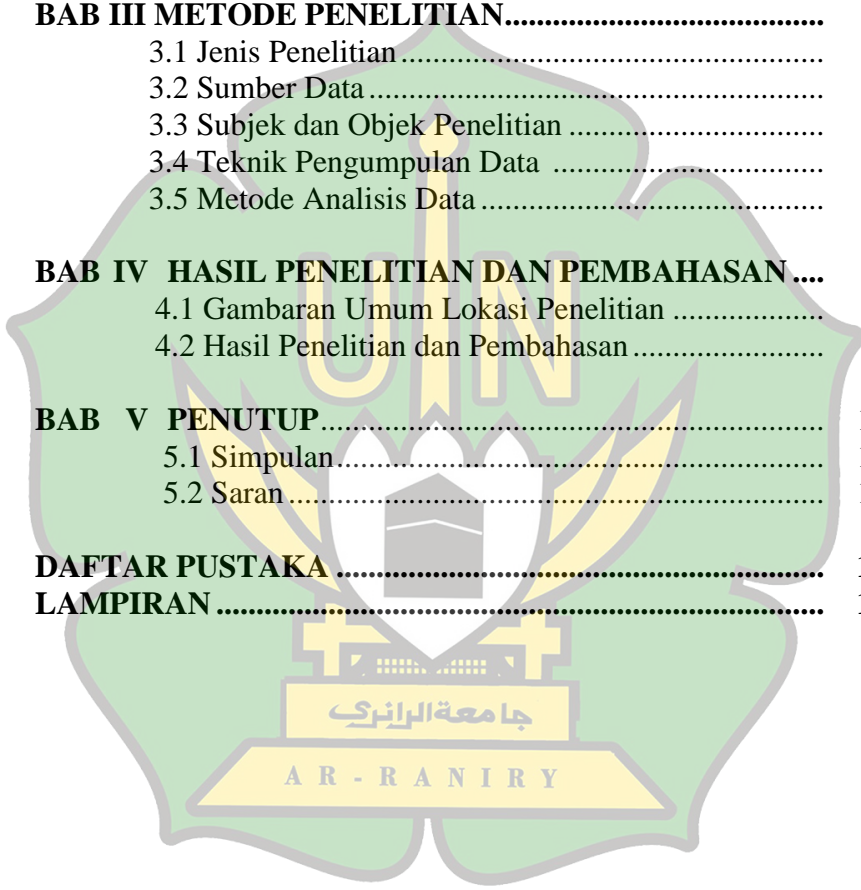 BAB III METODE PENELITIAN........................................
3.1 Jenis Penelitian.....................................................
3.2 Sumber Data.........................................................
3.3 Subjek dan Objek Penelitian ................................
3.4 Teknik Pengumpulan Data ..................................
3.5 Metode Analisis Data...........................................
BAB IV HASIL PENELITIAN DAN PEMBAHASAN....
4.1 Gambaran Umum Lokasi Penelitian ...................
4.2 Hasil Penelitian dan Pembahasan........................
BAB V PENUTUP...............................................................
5.1 Simpulan.............................................................
5.2 Saran...................................................................
DAFTAR PUSTAKA .............................................................
LAMPIRAN............................................................................
UIN
جامعة الرانري
AR-RANIRY